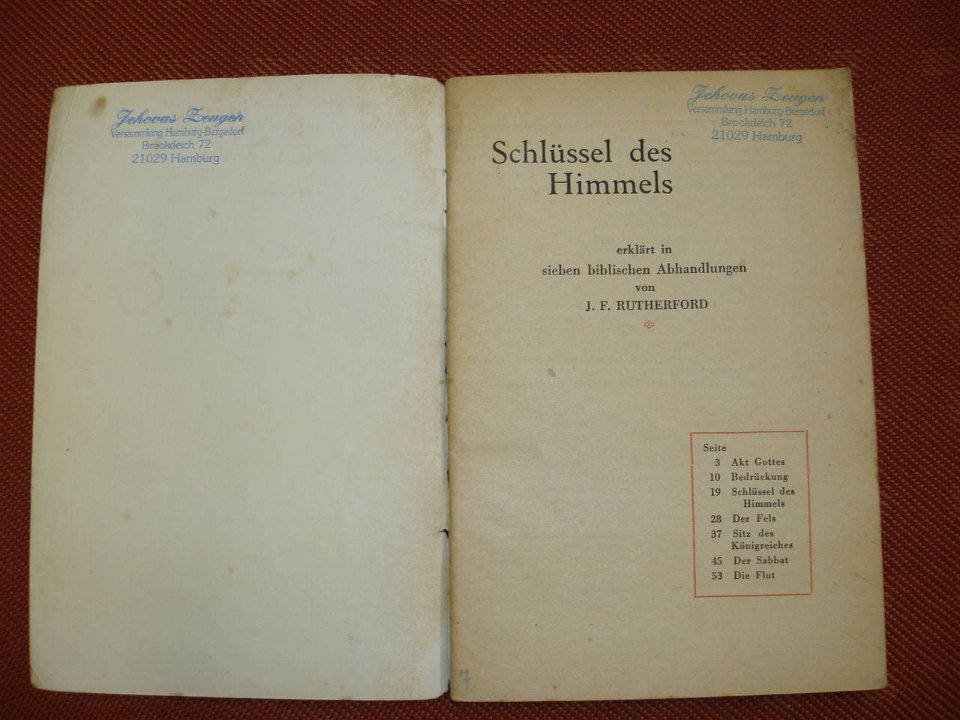 Jehovas Zeugen
Versammlung Hamburg-Bergedorf
Brookdeich 72
21029 Hamburg
Jehovas Zeugen
Versammlung Hamburg-Bergedorf
Brookdeich 72
21029 Hamburg
Schlüssel des
Himmels
erklärt in
sieben biblischen Abhandlungen
von
J. F. RUTHERFORD
Seite
3 Akt Gottes
10 Bedrückung
19 Schlüssel des
Himmels
28 Der Fels
37 Sitz des
Königreiches
45 Der Sabbat
53 Die Flut
7